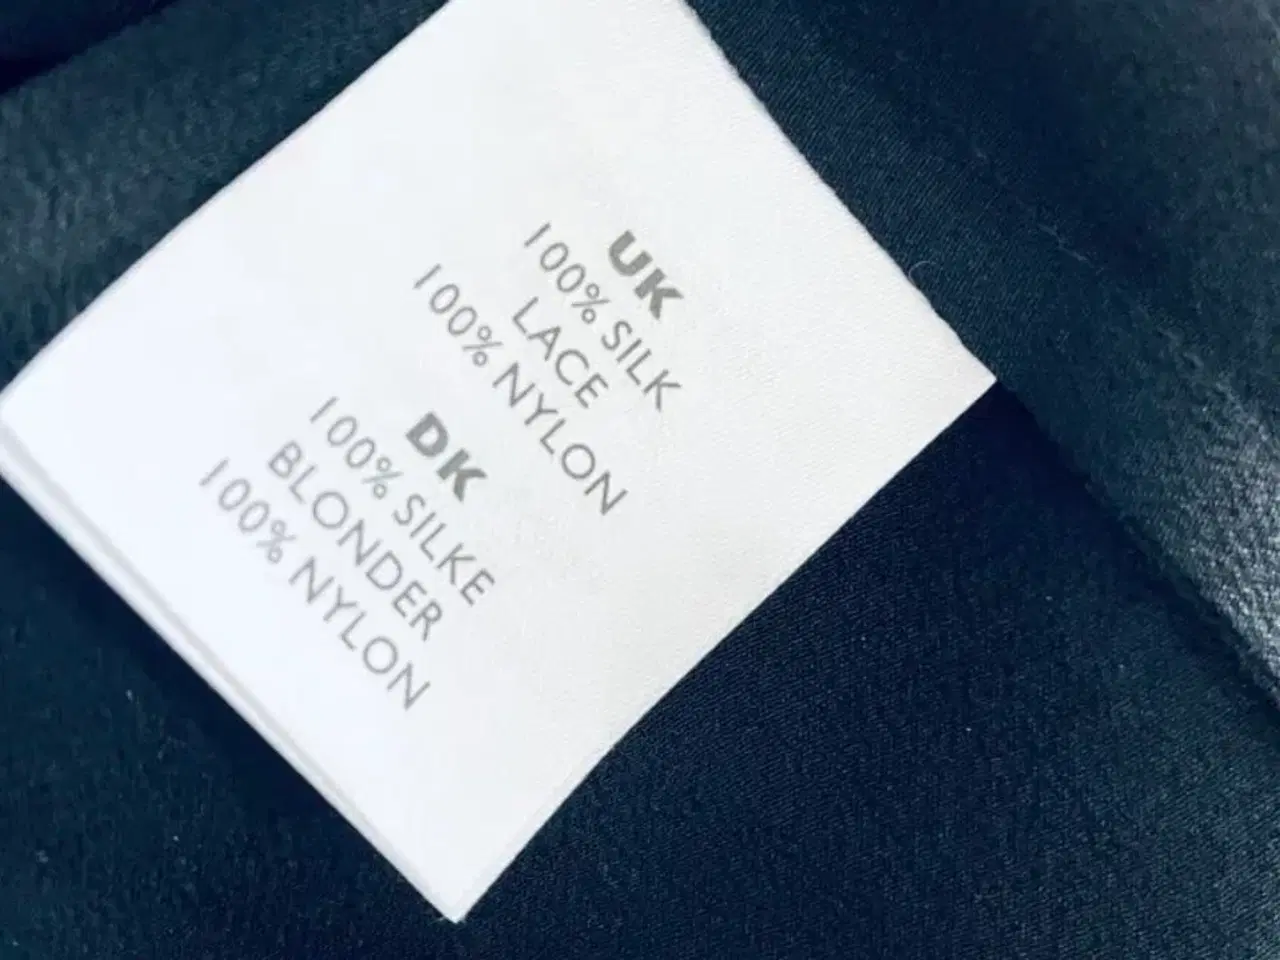 UK
100% SILK
LACE
100% NYLON
DK
100% SILKE
BLONDER
100% NYLON